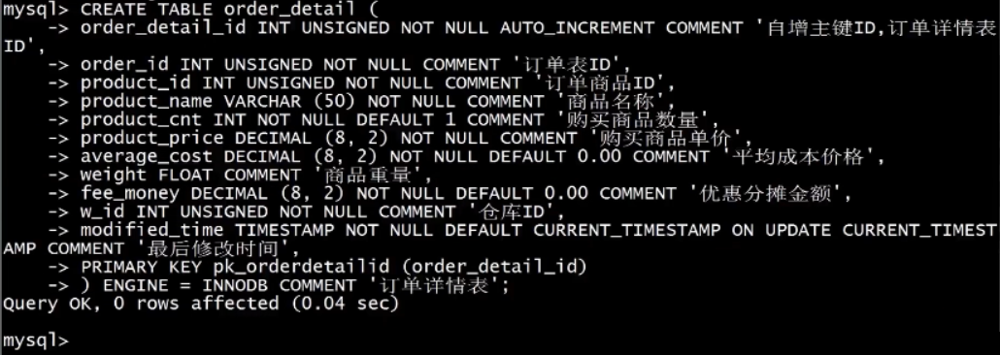 mysql> CREATE TABLE order_detail (
    -> order_detail_id INT UNSIGNED NOT NULL AUTO_INCREMENT COMMENT '自增主键ID,订单详情表
ID',
    -> order_id INT UNSIGNED NOT NULL COMMENT '订单表ID',
    -> product_id INT UNSIGNED NOT NULL COMMENT '订单商品ID',
    -> product_name VARCHAR (50) NOT NULL COMMENT '商品名称',
    -> product_cnt INT NOT NULL DEFAULT 1 COMMENT '购买商品数量',
    -> product_price DECIMAL (8, 2) NOT NULL COMMENT '购买商品单价',
    -> average_cost DECIMAL (8, 2) NOT NULL DEFAULT 0.00 COMMENT '平均成本价格',
    -> weight FLOAT COMMENT '商品重量',
    -> fee_money DECIMAL (8, 2) NOT NULL DEFAULT 0.00 COMMENT '优惠分摊金额',
    -> w_id INT UNSIGNED NOT NULL COMMENT '仓库ID',
    -> modified_time TIMESTAMP NOT NULL DEFAULT CURRENT_TIMESTAMP ON UPDATE CURRENT_TIMEST
AMP COMMENT '最后修改时间',
    -> PRIMARY KEY pk_orderdetailid (order_detail_id)
    -> ) ENGINE = INNODB COMMENT '订单详情表';
Query OK, 0 rows affected (0.04 sec)
mysql>